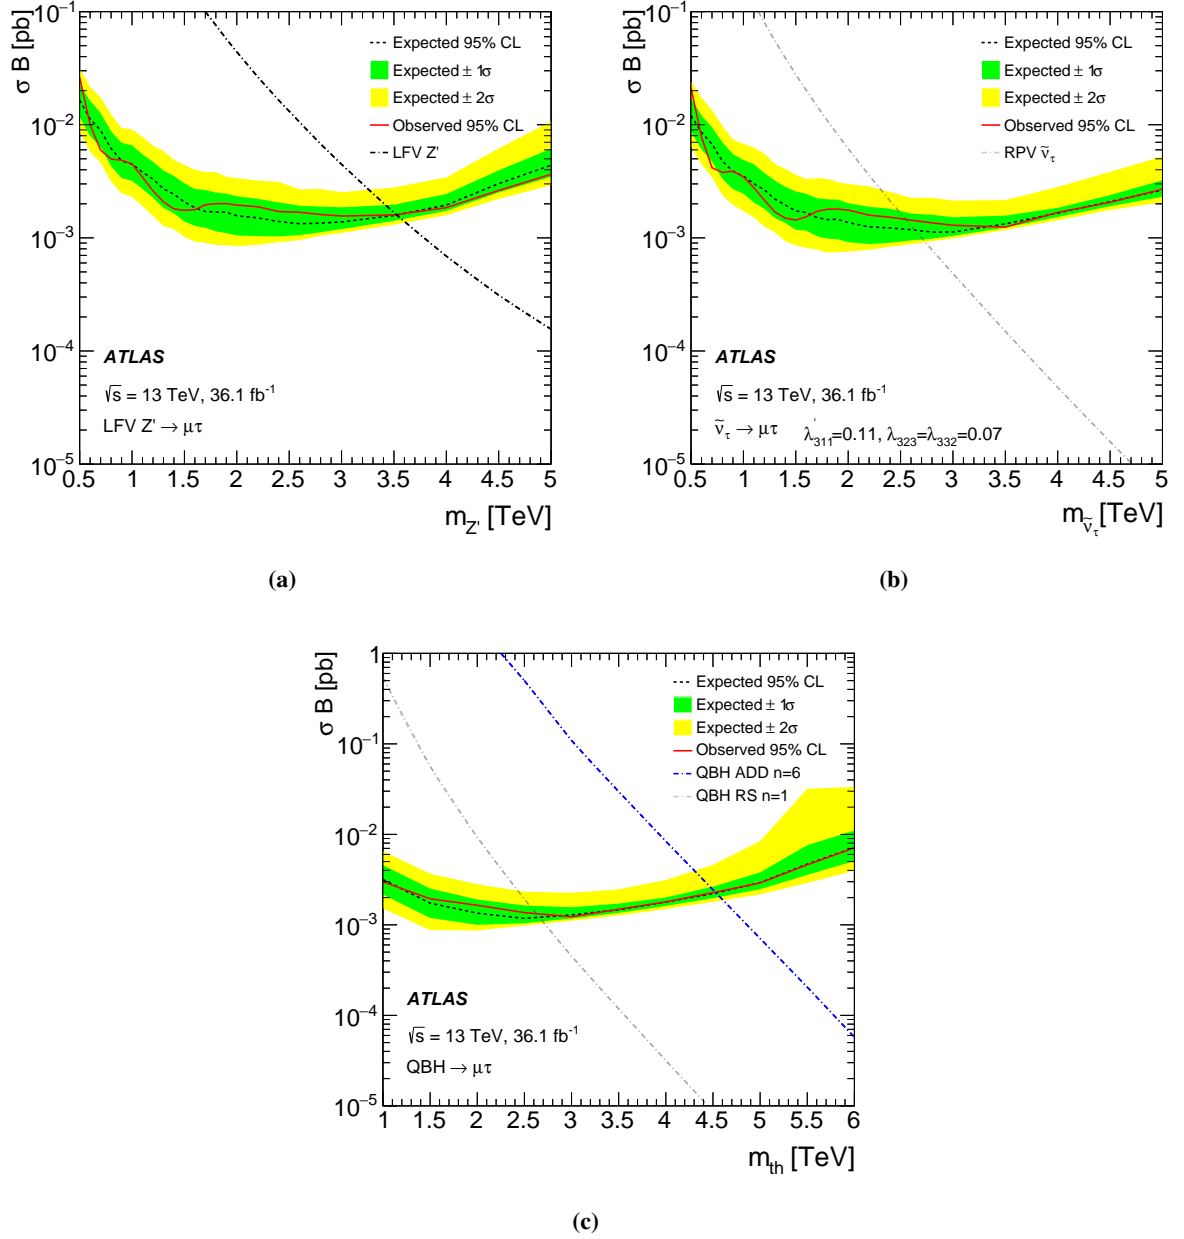 σ B [pb]
10⁻¹
10⁻²
10⁻³
10⁻⁴
10⁻⁵
Expected 95% CL
Expected ± 1σ
Expected ± 2σ
Observed 95% CL
LFV Z'
ATLAS
√s = 13 TeV, 36.1 fb⁻¹
LFV Z' → μτ
0.5 1 1.5 2 2.5 3 3.5 4 4.5 5
m_Z' [TeV]
(a)
σ B [pb]
10⁻¹
10⁻²
10⁻³
10⁻⁴
10⁻⁵
Expected 95% CL
Expected ± 1σ
Expected ± 2σ
Observed 95% CL
RPV ν̃_τ
ATLAS
√s = 13 TeV, 36.1 fb⁻¹
ν̃_τ → μτ λ'₃₁₁=0.11, λ₃₂₃=λ₃₃₂=0.07
0.5 1 1.5 2 2.5 3 3.5 4 4.5 5
m_ν̃_τ [TeV]
(b)
σ B [pb]
1
10⁻¹
10⁻²
10⁻³
10⁻⁴
10⁻⁵
Expected 95% CL
Expected ± 1σ
Expected ± 2σ
Observed 95% CL
QBH ADD n=6
QBH RS n=1
ATLAS
√s = 13 TeV, 36.1 fb⁻¹
QBH → μτ
1 1.5 2 2.5 3 3.5 4 4.5 5 5.5 6
m_th [TeV]
(c)